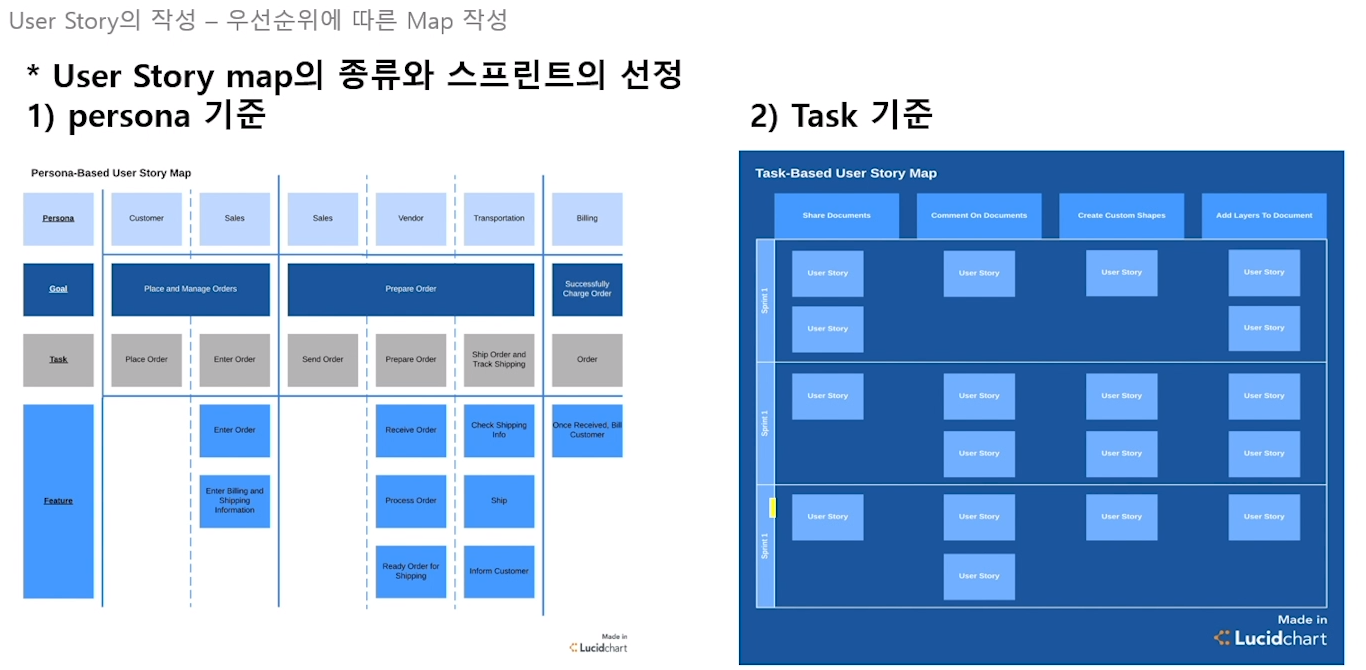 User Story의 작성 – 우선순위에 따른 Map 작성
* User Story map의 종류와 스프린트의 선정
1) persona 기준
2) Task 기준
Persona-Based User Story Map
Persona
Customer
Sales
Sales
Vendor
Transportation
Billing
Goal
Place and Manage Orders
Prepare Order
Successfully
Charge Order
Task
Place Order
Enter Order
Send Order
Prepare Order
Ship Order and
Track Shipping
Order
Feature
Enter Order
Receive Order
Check Shipping
Info
Once Received, Bill
Customer
Enter Billing and
Shipping
Information
Process Order
Ship
Ready Order for
Shipping
Inform Customer
Made in
Lucidchart
Task-Based User Story Map
Share Documents
Comment On Documents
Create Custom Shapes
Add Layers To Document
Sprint 1
User Story
User Story
User Story
User Story
User Story
User Story
Sprint 1
User Story
User Story
User Story
User Story
User Story
User Story
User Story
Sprint 1
User Story
User Story
User Story
User Story
User Story
Made in
Lucidchart